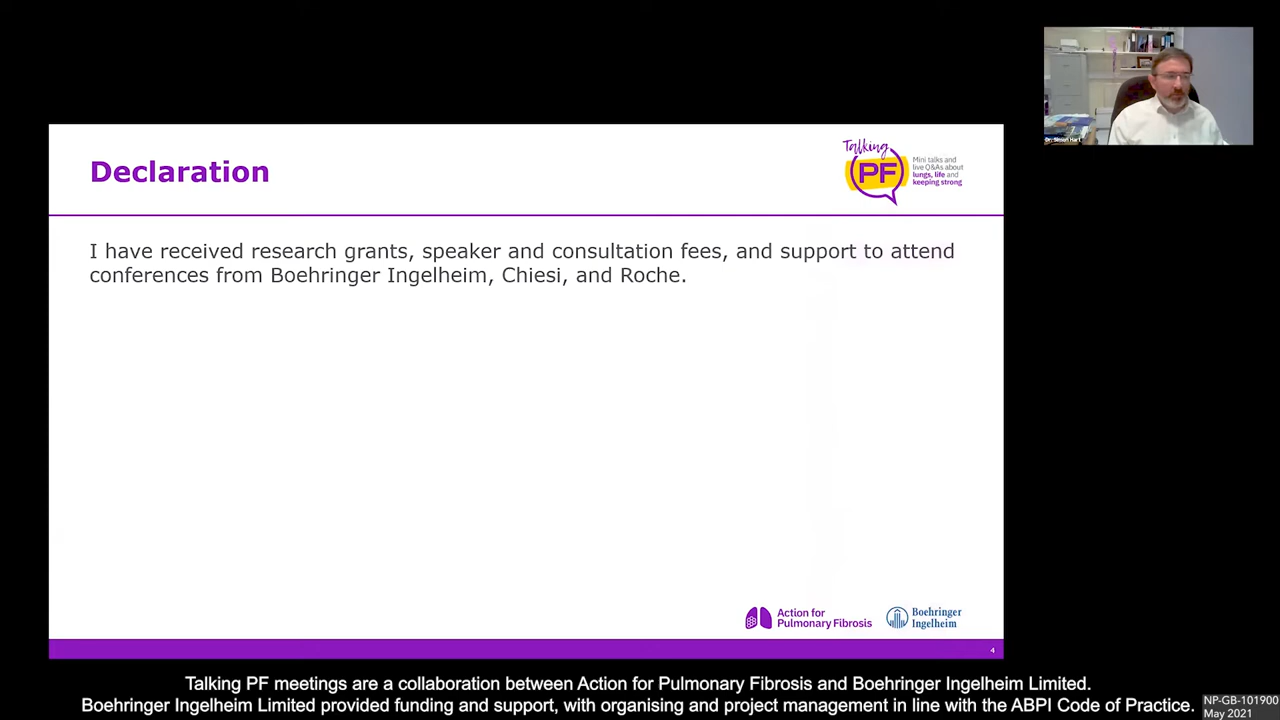 Dr. Simon Hart
Declaration
Talking
PF
Mini talks and
live Q&As about
lungs, life and
keeping strong
I have received research grants, speaker and consultation fees, and support to attend
conferences from Boehringer Ingelheim, Chiesi, and Roche.
Action for
Pulmonary Fibrosis
Boehringer
Ingelheim
4
Talking PF meetings are a collaboration between Action for Pulmonary Fibrosis and Boehringer Ingelheim Limited.
Boehringer Ingelheim Limited provided funding and support, with organising and project management in line with the ABPI Code of Practice.
NP-GB-101900
May 2021